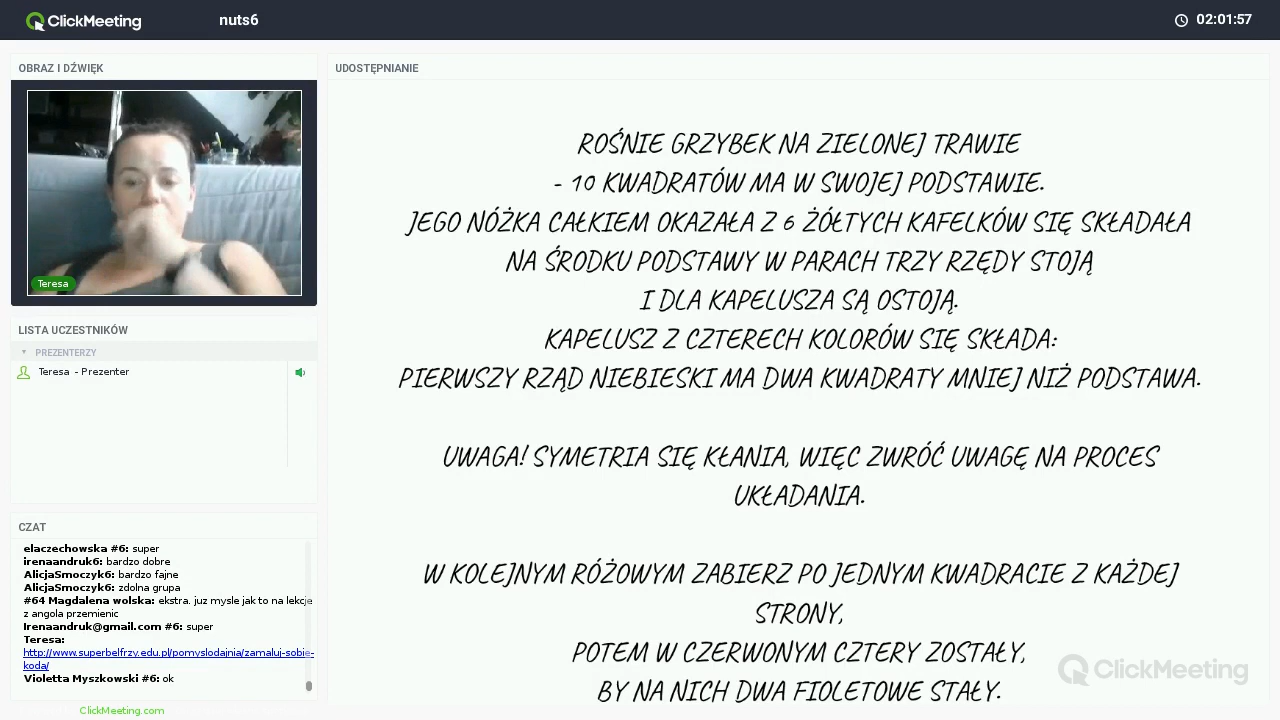 ClickMeeting
nuts6
02:01:57
OBRAZ I DŹWIĘK
UDOSTĘPNIANIE
Teresa
LISTA UCZESTNIKÓW
PREZENTERZY
Teresa - Prezenter
CZAT
elaczechowska #6: super
irenaandruk6: bardzo dobre
AlicjaSmoczyk6: bardzo fajne
AlicjaSmoczyk6: zdolna grupa
#64 Magdalena wolska: ekstra. juz mysle jak to na lekcje
z angola przemienic
Irenaandruk@gmail.com #6: super
Teresa:
http://www.superbelfrzy.edu.pl/pomyslodajnia/zamaluj-sobie-
koda/
Violetta Myszkowski #6: ok
ClickMeeting.com
ROŚNIE GRZYBEK NA ZIELONEJ TRAWIE
- 10 KWADRATÓW MA W SWOJEJ PODSTAWIE.
JEGO NÓŻKA CAŁKIEM OKAZAŁA Z 6 ŻÓŁTYCH KAFELKÓW SIĘ SKŁADAŁA
NA ŚRODKU PODSTAWY W PARACH TRZY RZĘDY STOJĄ
I DLA KAPELUSZA SĄ OSTOJĄ.
KAPELUSZ Z CZTERECH KOLORÓW SIĘ SKŁADA:
PIERWSZY RZĄD NIEBIESKI MA DWA KWADRATY MNIEJ NIŻ PODSTAWA.
UWAGA! SYMETRIA SIĘ KŁANIA, WIĘC ZWRÓĆ UWAGĘ NA PROCES
UKŁADANIA.
W KOLEJNYM RÓŻOWYM ZABIERZ PO JEDNYM KWADRACIE Z KAŻDEJ
STRONY,
POTEM W CZERWONYM CZTERY ZOSTAŁY,
BY NA NICH DWA FIOLETOWE STAŁY.
ClickMeeting